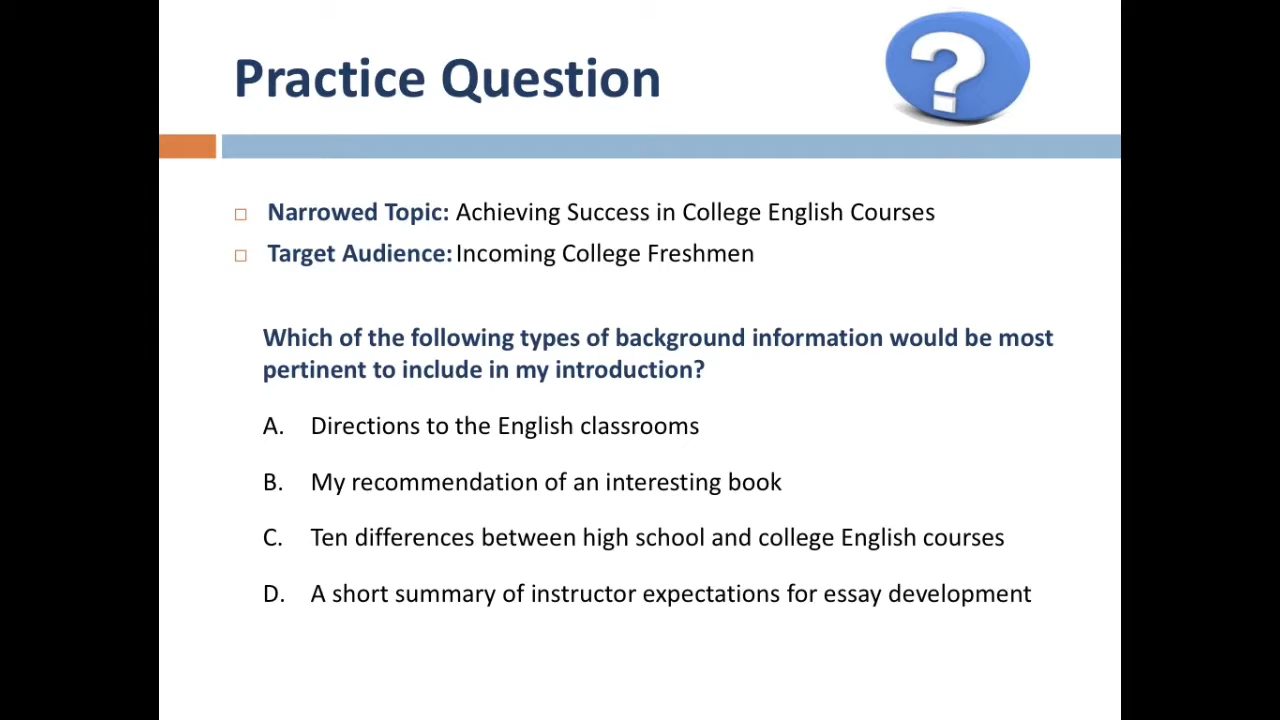 Practice Question
Narrowed Topic: Achieving Success in College English Courses
Target Audience: Incoming College Freshmen
Which of the following types of background information would be most
pertinent to include in my introduction?
A. Directions to the English classrooms
B. My recommendation of an interesting book
C. Ten differences between high school and college English courses
D. A short summary of instructor expectations for essay development